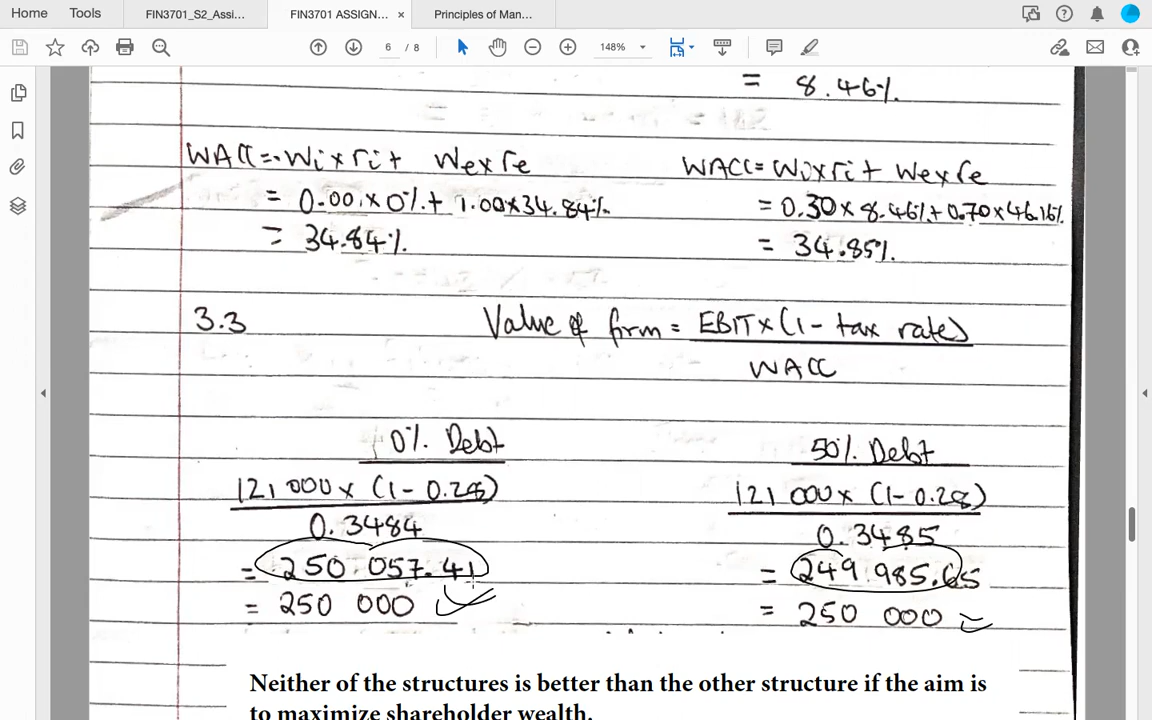 Home Tools FIN3701_S2_Assi... FIN3701 ASSIGN... × Principles of Man...
6 / 8 148%
= 8.46%
WACC = Wi x ri + We x re
= 0.00 x 0% + 1.00 x 34.84%
= 34.84%
WACC = Wi x ri + We x re
= 0.30 x 8.46% + 0.70 x 46.16%
= 34.85%
3.3 Value of firm = EBIT x (1 - tax rate)
WACC
0% Debt
121 000 x (1 - 0.28)
0.3484
= 250 057.41
= 250 000
50% Debt
121 000 x (1 - 0.28)
0.3485
= 249 985.65
= 250 000
Neither of the structures is better than the other structure if the aim is
to maximize shareholder wealth.